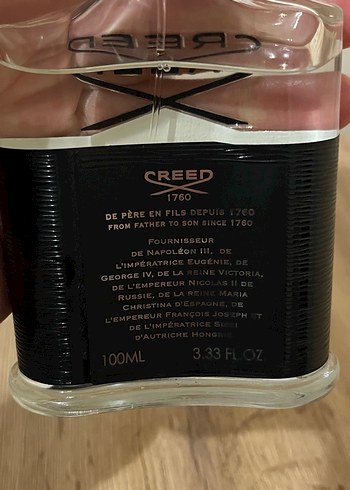 CREED
CREED
1760
DE PÈRE EN FILS DEPUIS 1760
FROM FATHER TO SON SINCE 1760
FOURNISSEUR
DE NAPOLÉON III, DE
L'IMPÉRATRICE EUGÉNIE, DE
GEORGE IV, DE LA REINE VICTORIA,
DE L'EMPEREUR NICOLAS II DE
RUSSIE, DE LA REINE MARIA
CHRISTINA D'ESPAGNE, DE
L'EMPEREUR FRANÇOIS JOSEPH ET
DE L'IMPÉRATRICE SISSI
D'AUTRICHE HONGRIE
100ML 3.33 FL.OZ